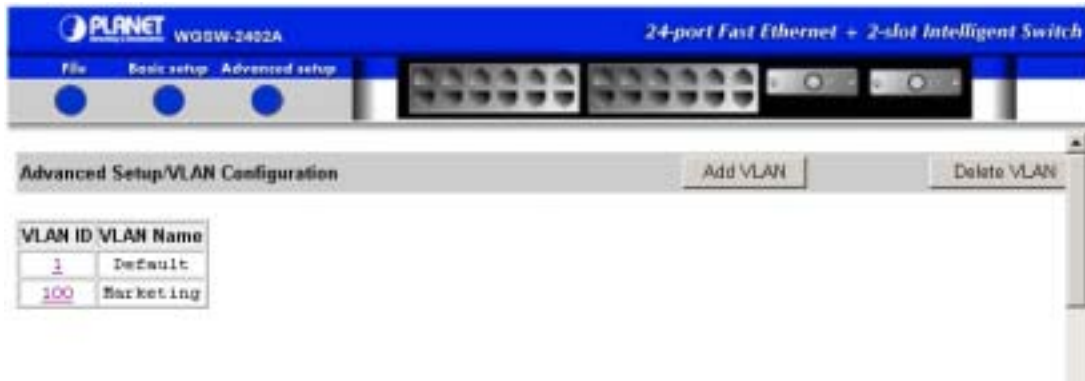 PLANET WGSW-2402A
24-port Fast Ethernet + 2-slot Intelligent Switch
File Basic setup Advanced setup
Advanced Setup/VLAN Configuration
Add VLAN
Delete VLAN
VLAN ID VLAN Name
1 Default
100 Marketing